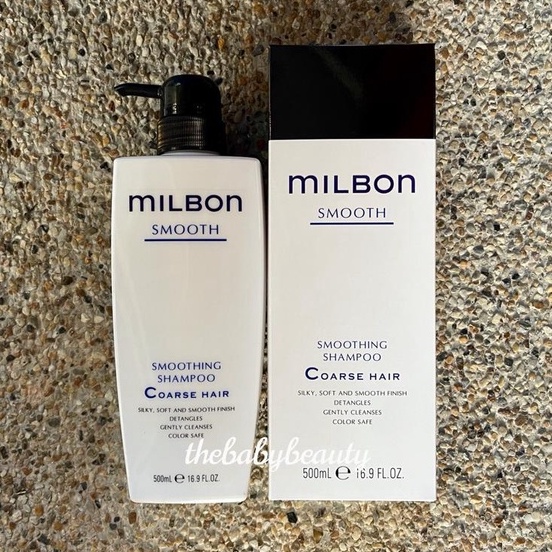 MILBON
SMOOTH
SMOOTHING
SHAMPOO
COARSE HAIR
SILKY, SOFT AND SMOOTH FINISH
DETANGLES
GENTLY CLEANSES
COLOR SAFE
500mL ℮ 16.9 FL.OZ.
MILBON
SMOOTH
SMOOTHING
SHAMPOO
COARSE HAIR
SILKY, SOFT AND SMOOTH FINISH
DETANGLES
GENTLY CLEANSES
COLOR SAFE
500mL ℮ 16.9 FL.OZ.
thebabybeauty